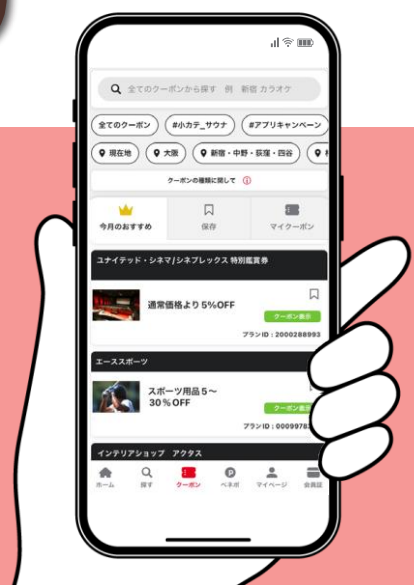 全てのクーポンから探す 例 新宿 カラオケ
全てのクーポン #小カテ_サウナ #アプリキャンペーン
現在地 大阪 新宿・中野・荻窪・四谷
クーポンの種類に関して
今月のおすすめ 保存 マイクーポン
ユナイテッド・シネマ/シネプレックス 特別鑑賞券
通常価格より5%OFF
クーポン表示
プランID:2000288993
エーススポーツ
スポーツ用品5〜
30%OFF
クーポン表示
プランID:00099978
インテリアショップ アクタス
ホーム 探す クーポン ベネポ マイページ 会員証